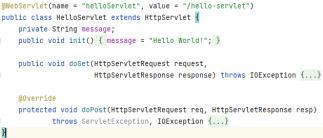 @WebServlet(name = "helloServlet", value = "/hello-servlet")
public class HelloServlet extends HttpServlet {
private String message;
public void init() { message = "Hello World!"; }
public void doGet(HttpServletRequest request,
HttpServletResponse response) throws IOException {...}
@Override
protected void doPost(HttpServletRequest req, HttpServletResponse resp)
throws ServletException, IOException {...}
}